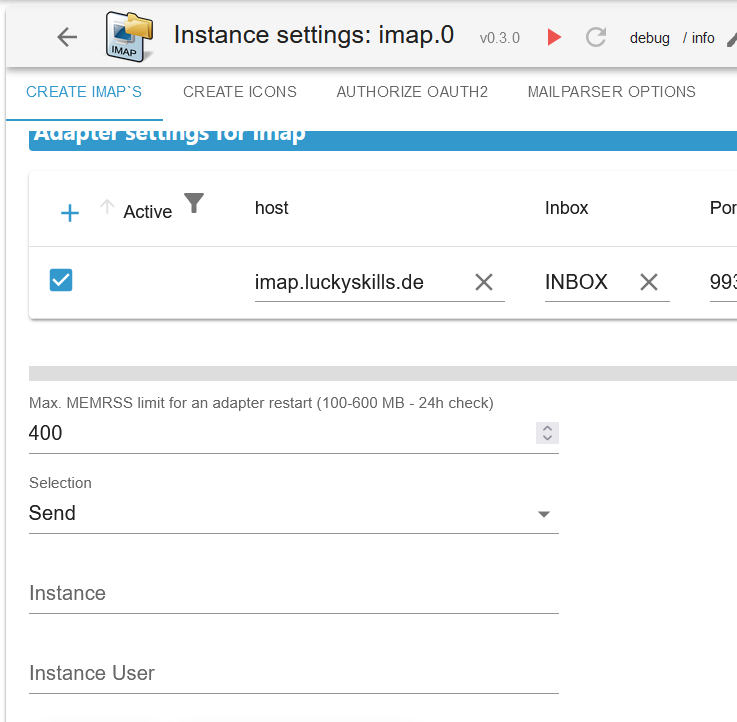 IMAP
Instance settings: imap.0 v0.3.0 debug / info
CREATE IMAP`S CREATE ICONS AUTHORIZE OAUTH2 MAILPARSER OPTIONS
Adapter settings for imap
Active host Inbox Por
imap.luckyskills.de INBOX 993
Max. MEMRSS limit for an adapter restart (100-600 MB - 24h check)
400
Selection
Send
Instance
Instance User